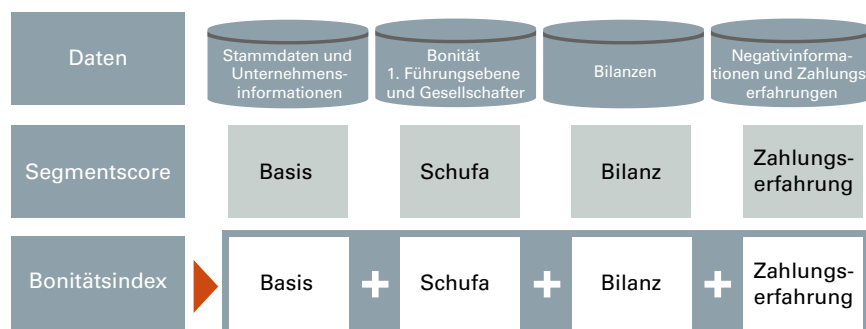 Daten
Stammdaten und
Unternehmens-
informationen
Bonität
1. Führungsebene
und Gesellschafter
Bilanzen
Negativinforma-
tionen und Zahlungs
erfahrungen
Segmentscore
Basis
Schufa
Bilanz
Zahlungs-
erfahrung
Bonitätsindex
Basis
+
Schufa
+
Bilanz
+
Zahlungs-
erfahrung